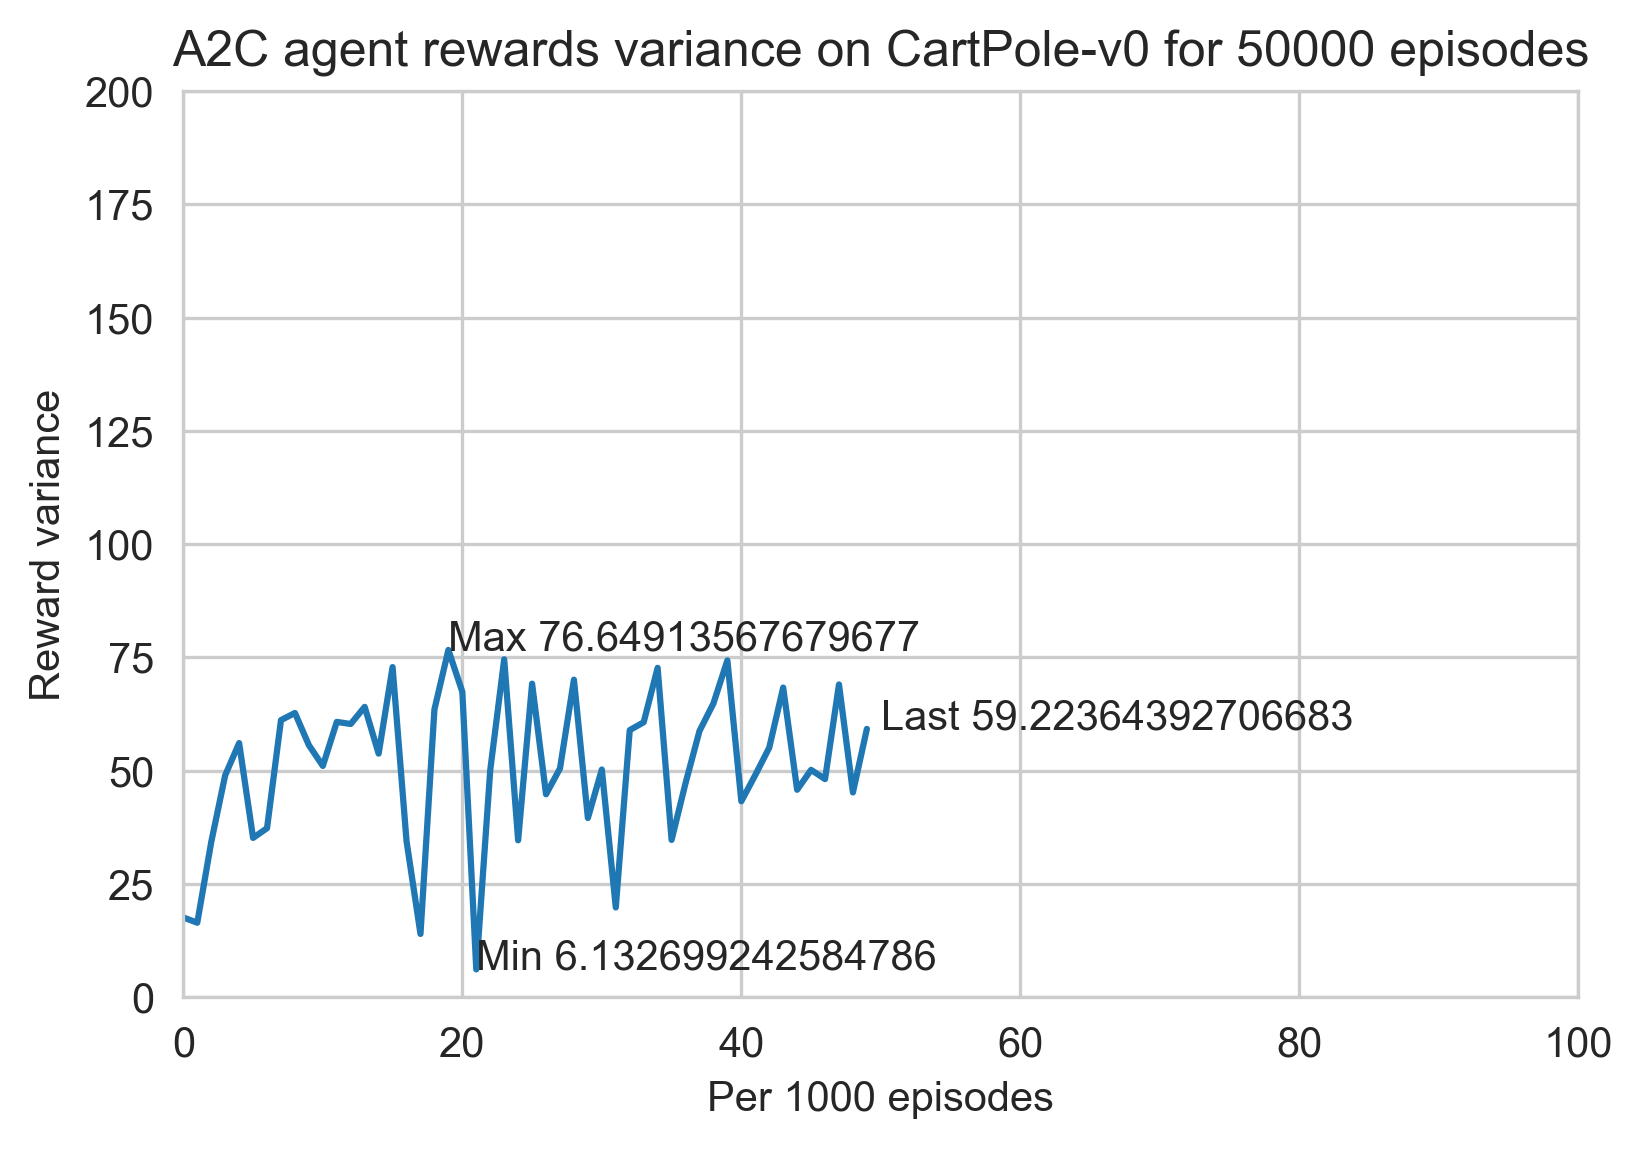 A2C agent rewards variance on CartPole-v0 for 50000 episodes
200
175
150
125
100
75
50
25
0
Reward variance
Max 76.64913567679677
Last 59.22364392706683
Min 6.132699242584786
0 20 40 60 80 100
Per 1000 episodes